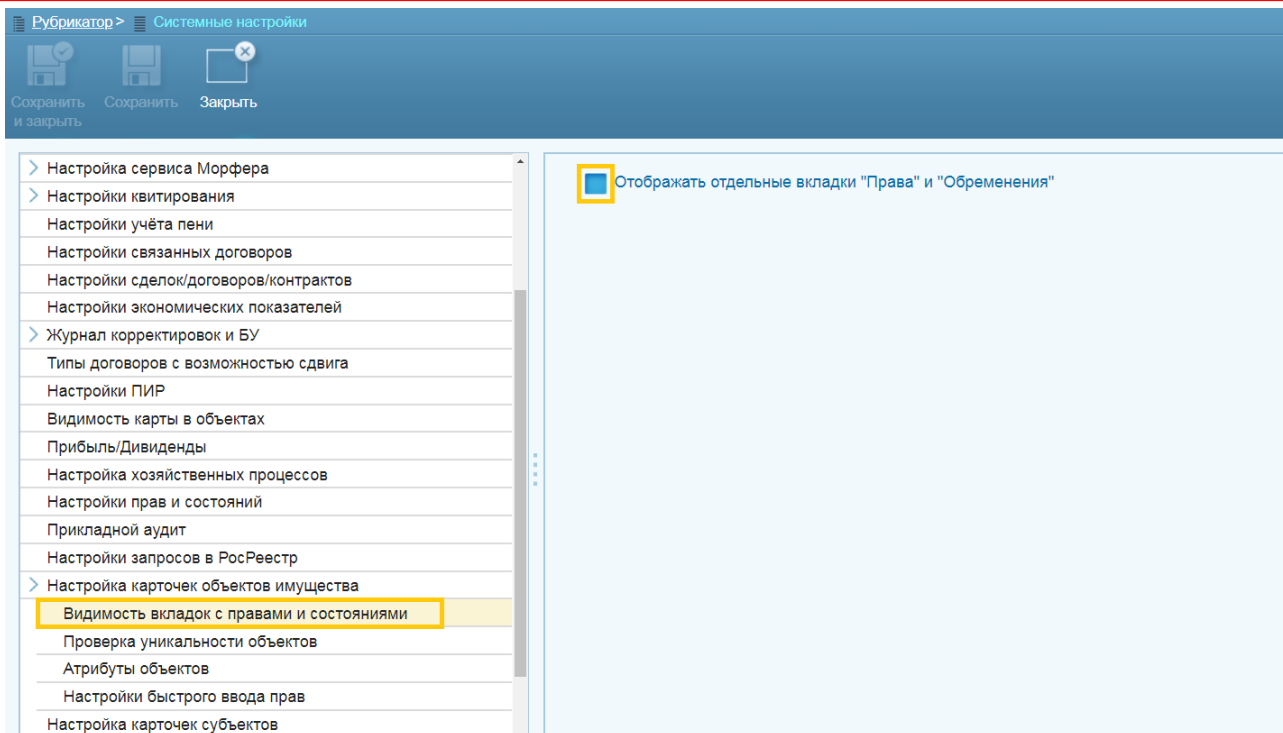 Рубрикатор > Системные настройки
Сохранить и закрыть
Сохранить
Закрыть
Настройка сервиса Морфера
Настройки квитирования
Настройки учёта пени
Настройки связанных договоров
Настройки сделок/договоров/контрактов
Настройки экономических показателей
Журнал корректировок и БУ
Типы договоров с возможностью сдвига
Настройки ПИР
Видимость карты в объектах
Прибыль/Дивиденды
Настройка хозяйственных процессов
Настройки прав и состояний
Прикладной аудит
Настройки запросов в РосРеестр
Настройка карточек объектов имущества
Видимость вкладок с правами и состояниями
Проверка уникальности объектов
Атрибуты объектов
Настройки быстрого ввода прав
Настройка карточек субъектов
Отображать отдельные вкладки "Права" и "Обременения"